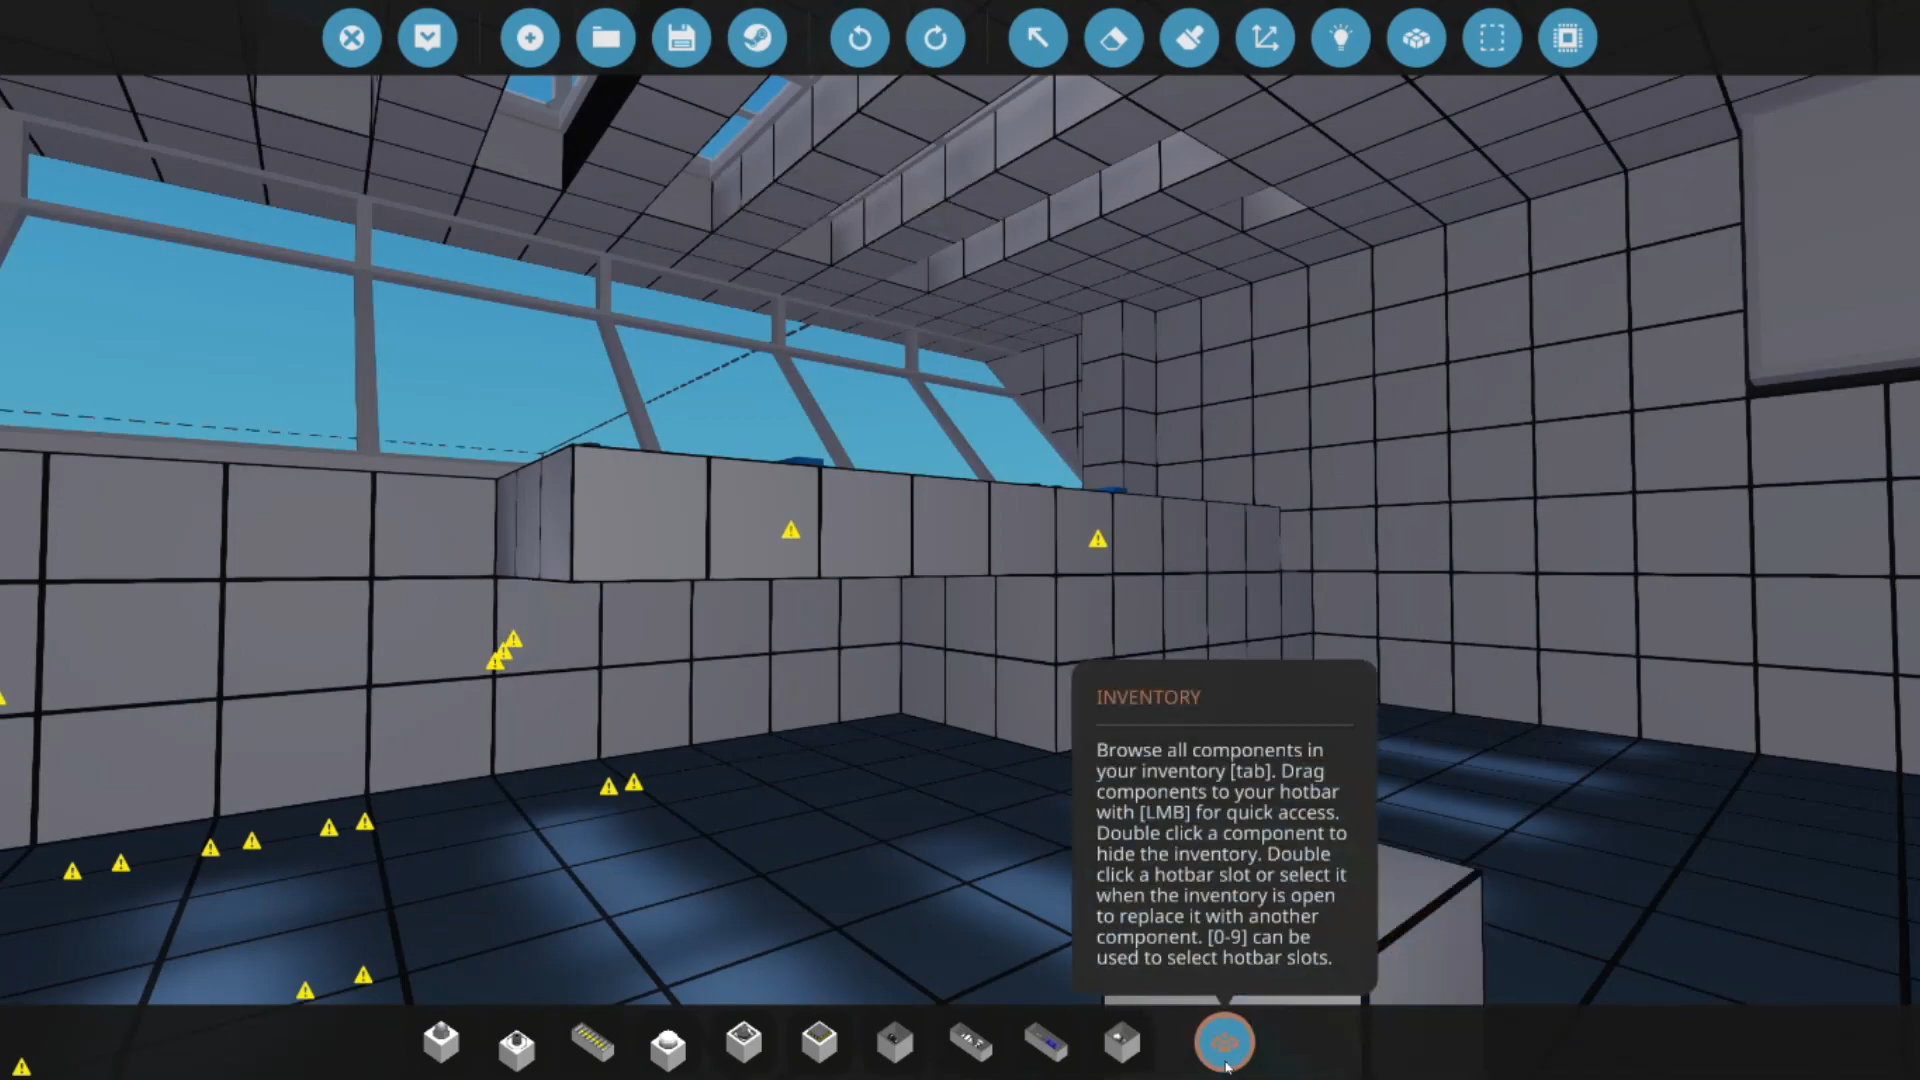 INVENTORY
Browse all components in
your inventory [tab]. Drag
components to your hotbar
with [LMB] for quick access.
Double click a component to
hide the inventory. Double
click a hotbar slot or select it
when the inventory is open
to replace it with another
component. [0-9] can be
used to select hotbar slots.